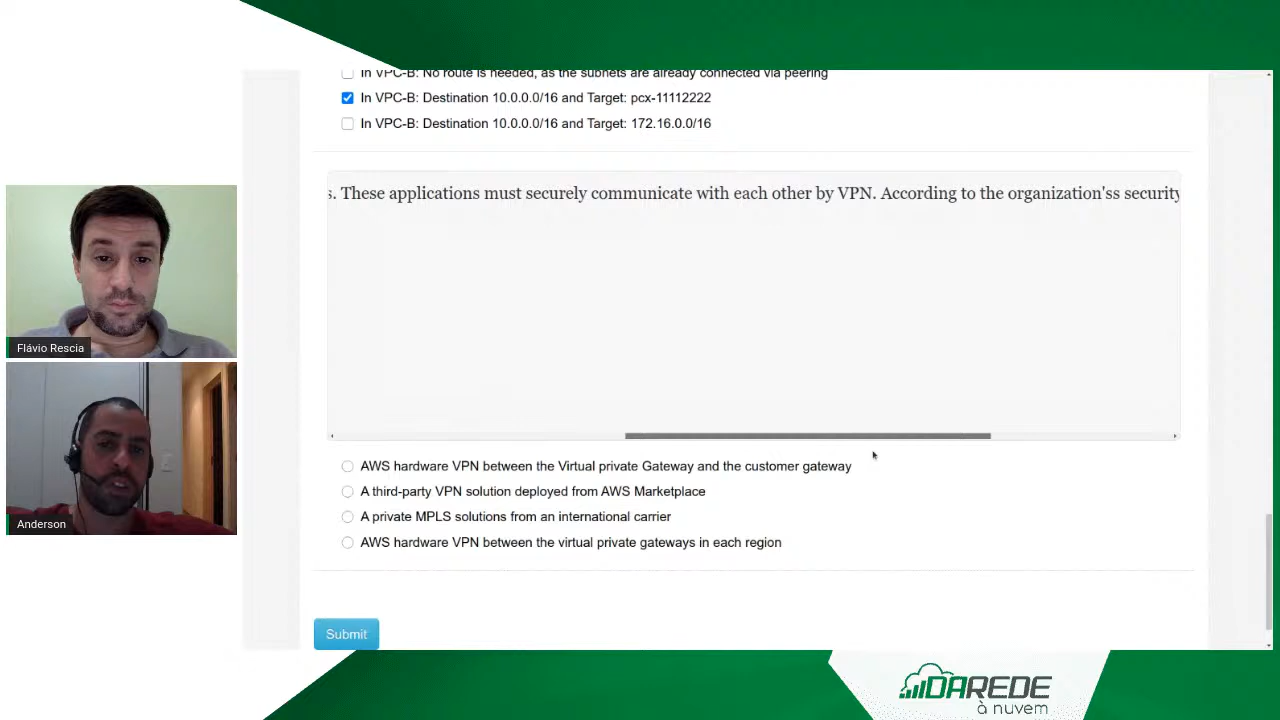 In VPC-B: No route is needed, as the subnets are already connected via peering
In VPC-B: Destination 10.0.0.0/16 and Target: pcx-11112222
In VPC-B: Destination 10.0.0.0/16 and Target: 172.16.0.0/16
s. These applications must securely communicate with each other by VPN. According to the organization'ss security
AWS hardware VPN between the Virtual private Gateway and the customer gateway
A third-party VPN solution deployed from AWS Marketplace
A private MPLS solutions from an international carrier
AWS hardware VPN between the virtual private gateways in each region
Submit
Flávio Rescia
Anderson
DAREDE
à nuvem